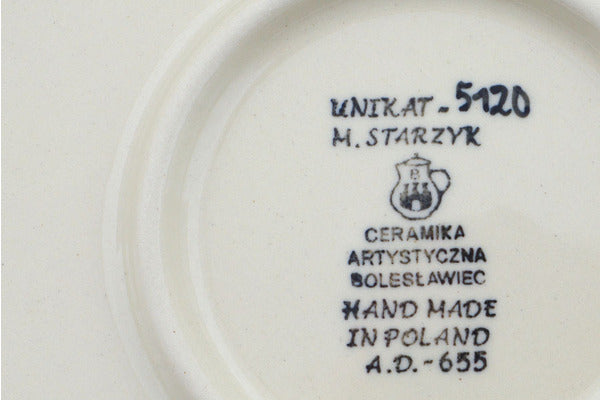 UNIKAT - 5120
M. STARZYK
B
CERAMIKA
ARTYSTYCZNA
BOLESŁAWIEC
HAND MADE
IN POLAND
A.D.-655